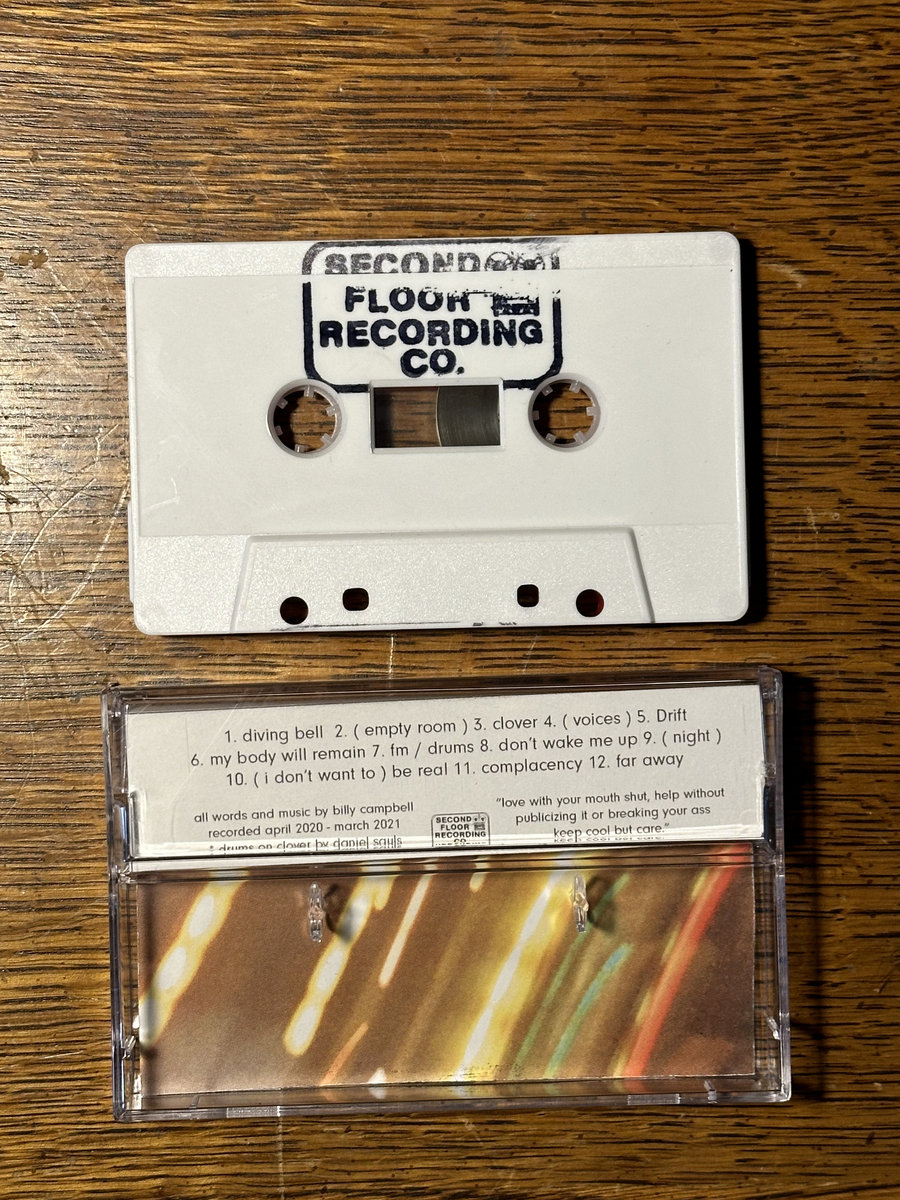 SECOND
FLOOR
RECORDING
CO.
1. diving bell 2. ( empty room ) 3. clover 4. ( voices ) 5. Drift
6. my body will remain 7. fm / drums 8. don't wake me up 9. ( night )
10. ( i don't want to ) be real 11. complacency 12. far away
all words and music by billy campbell
recorded april 2020 - march 2021
* drums on clover by daniel sauls
SECOND
FLOOR
RECORDING
CO.
"love with your mouth shut, help without
publicizing it or breaking your ass
keep cool but care."